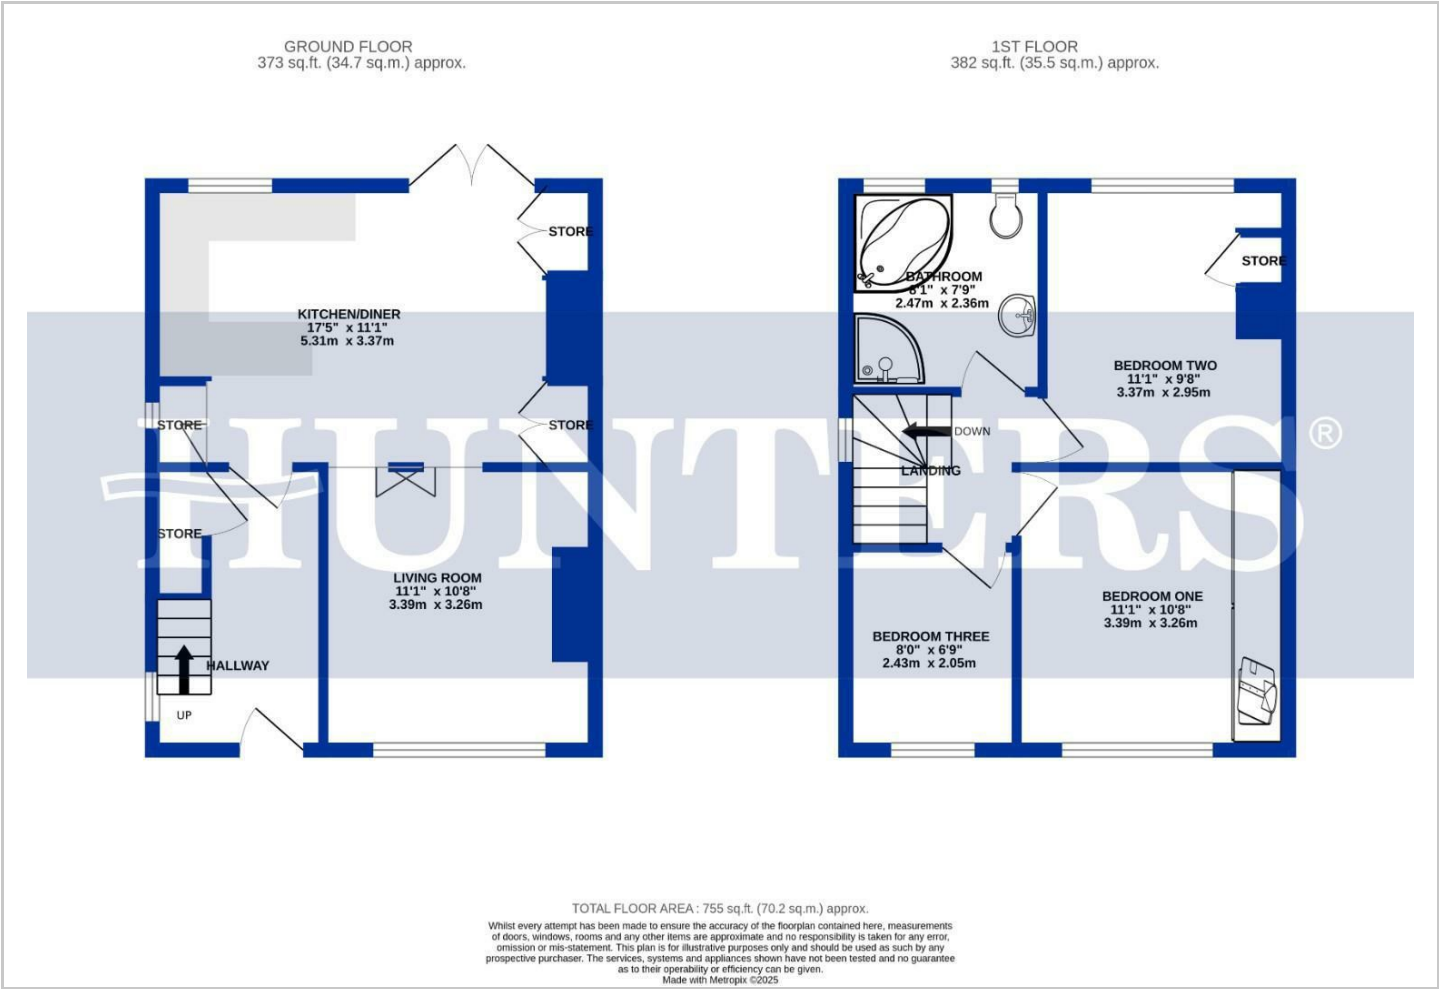 GROUND FLOOR
373 sq.ft. (34.7 sq.m.) approx.
1ST FLOOR
382 sq.ft. (35.5 sq.m.) approx.
STORE
KITCHEN/DINER
17'5" x 11'1"
5.31m x 3.37m
STORE
STORE
STORE
LIVING ROOM
11'1" x 10'8"
3.39m x 3.26m
HALLWAY
UP
BATHROOM
8'1" x 7'9"
2.47m x 2.36m
STORE
BEDROOM TWO
11'1" x 9'8"
3.37m x 2.95m
DOWN
LANDING
BEDROOM ONE
11'1" x 10'8"
3.39m x 3.26m
BEDROOM THREE
8'0" x 6'9"
2.43m x 2.05m
HUNTERS®
TOTAL FLOOR AREA : 755 sq.ft. (70.2 sq.m.) approx.
Whilst every attempt has been made to ensure the accuracy of the floorplan contained here, measurements
of doors, windows, rooms and any other items are approximate and no responsibility is taken for any error,
omission or mis-statement. This plan is for illustrative purposes only and should be used as such by any
prospective purchaser. The services, systems and appliances shown have not been tested and no guarantee
as to their operability or efficiency can be given.
Made with Metropix ©2025